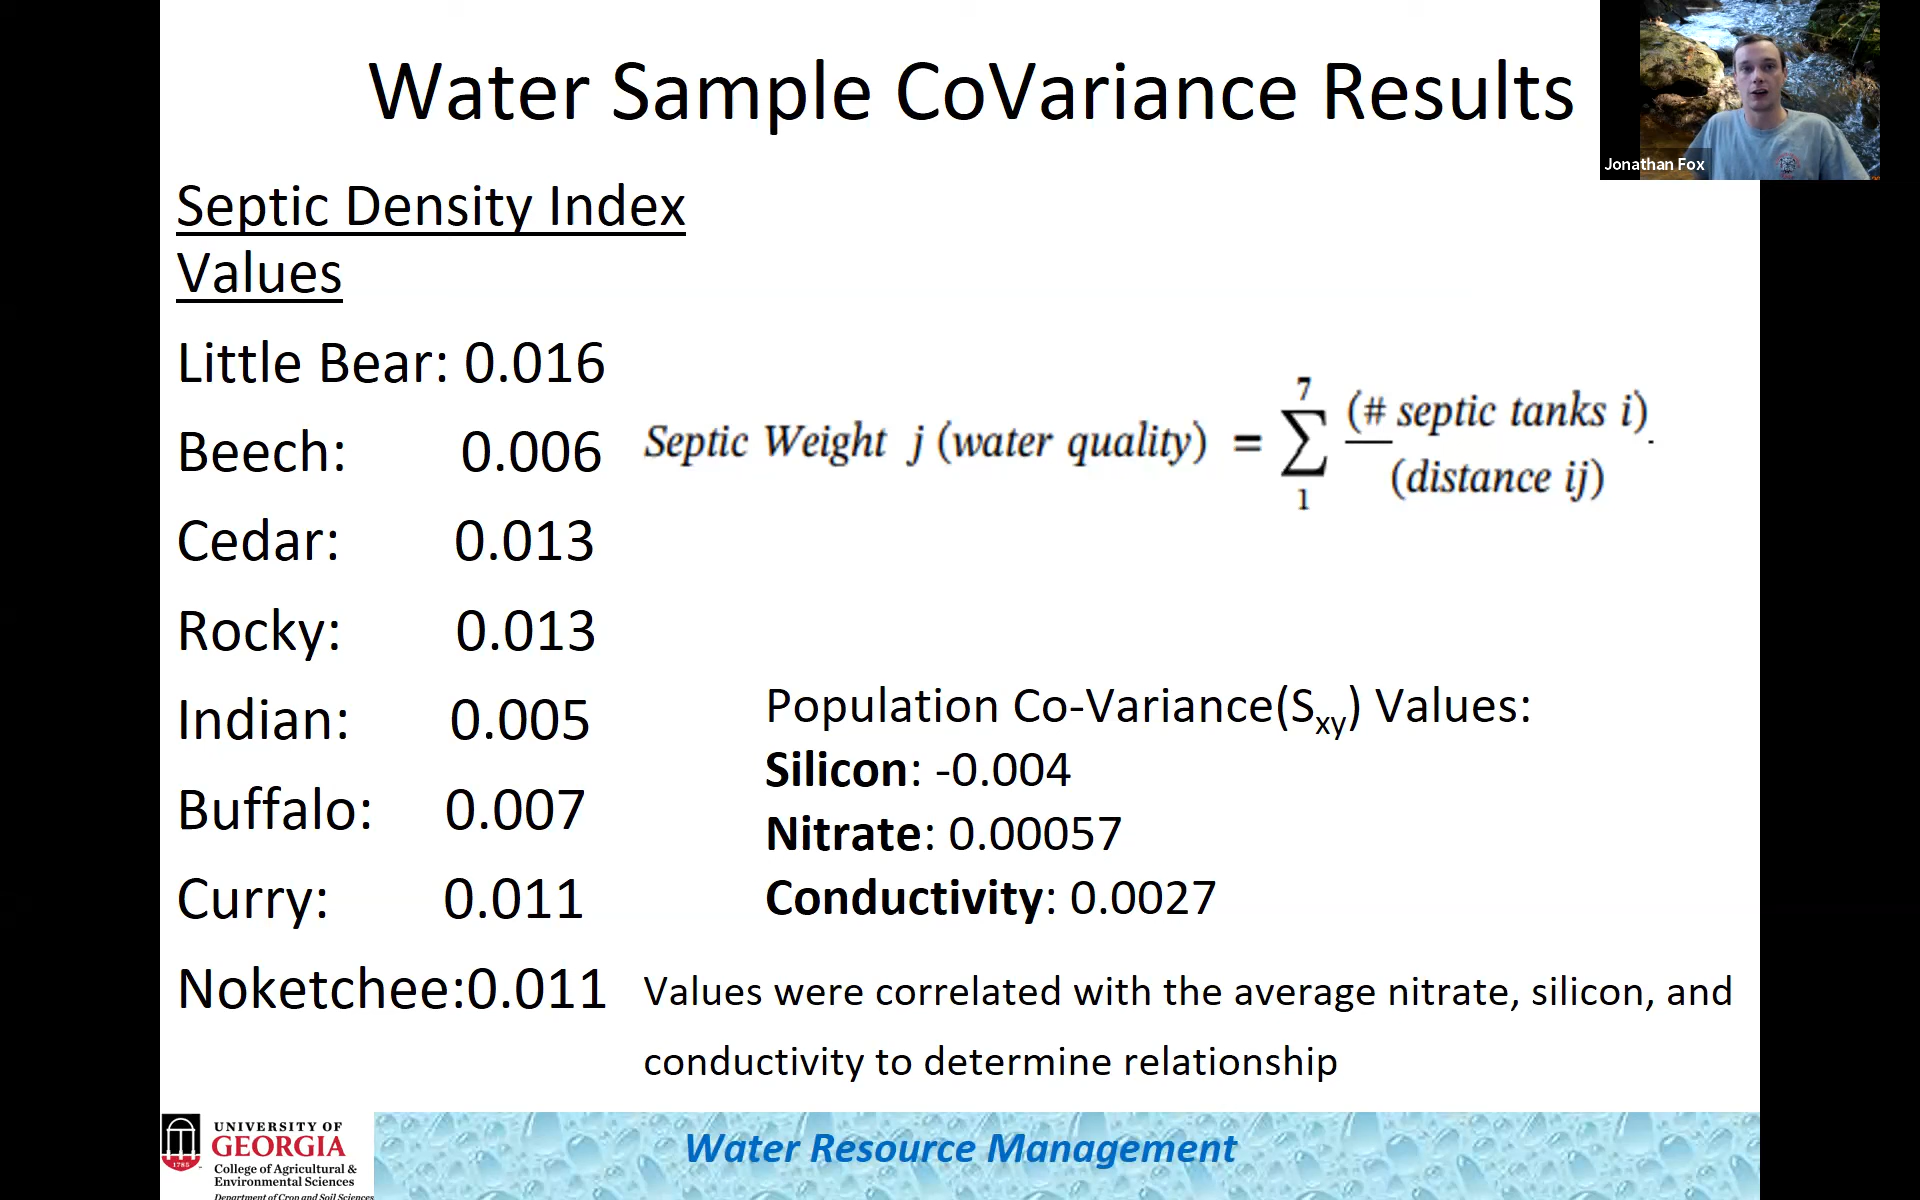 Water Sample CoVariance Results
Jonathan Fox
Septic Density Index
Values
Little Bear: 0.016
Beech: 0.006
Cedar: 0.013
Rocky: 0.013
Indian: 0.005
Buffalo: 0.007
Curry: 0.011
Noketchee:0.011
Septic Weight j (water quality) = ∑ 7 1 (# septic tanks i) / (distance ij) .
Population Co-Variance(Sxy) Values:
Silicon: -0.004
Nitrate: 0.00057
Conductivity: 0.0027
Values were correlated with the average nitrate, silicon, and
conductivity to determine relationship
1785
UNIVERSITY OF
GEORGIA
College of Agricultural &
Environmental Sciences
Department of Crop and Soil Sciences
Water Resource Management